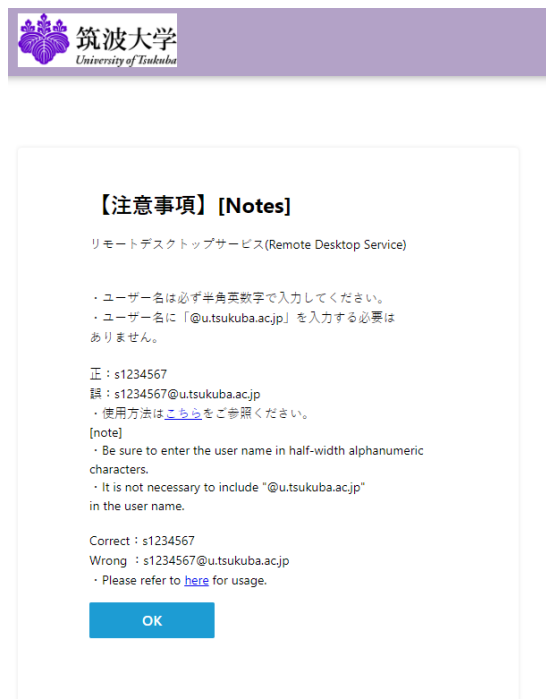 筑波大学
University of Tsukuba
【注意事項】[Notes]
リモートデスクトップサービス(Remote Desktop Service)
・ユーザー名は必ず半角英数字で入力してください。
・ユーザー名に「@u.tsukuba.ac.jp」を入力する必要は
ありません。
正：s1234567
誤：s1234567@u.tsukuba.ac.jp
・使用方法はこちらをご参照ください。
[note]
・Be sure to enter the user name in half-width alphanumeric
characters.
・It is not necessary to include "@u.tsukuba.ac.jp"
in the user name.
Correct：s1234567
Wrong ：s1234567@u.tsukuba.ac.jp
・Please refer to here for usage.
OK